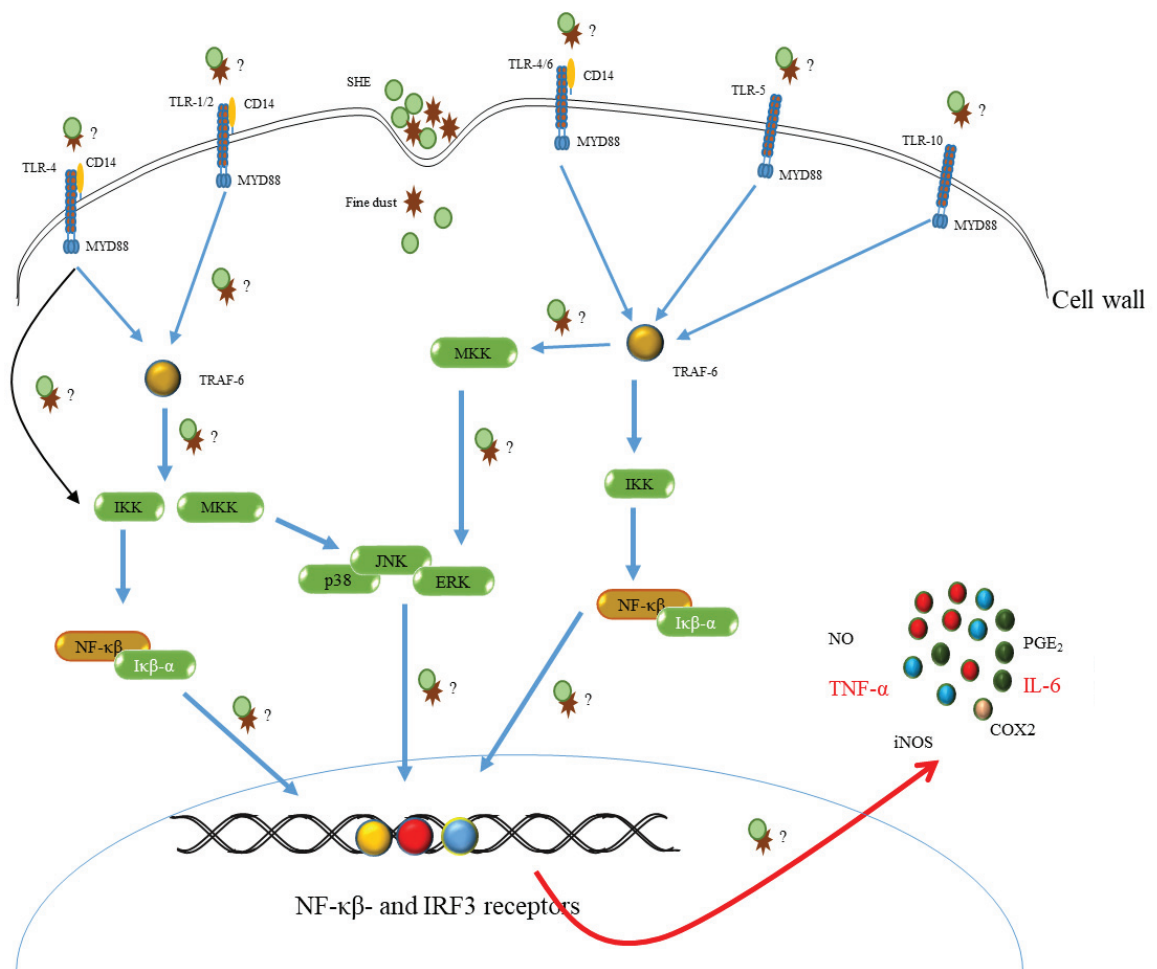 ?
?
SHE
TLR-4/6
CD14
?
TLR-1/2
CD14
TLR-5
?
?
TLR-10
TLR-4
CD14
MYD88
MYD88
MYD88
MYD88
MYD88
Fine dust
?
Cell wall
?
MKK
TRAF-6
TRAF-6
?
?
?
IKK
IKK
MKK
JNK
p38
ERK
NF-κβ
Iκβ-α
NF-κβ
Iκβ-α
NO
PGE2
TNF-α
IL-6
COX2
iNOS
?
?
?
?
NF-κβ- and IRF3 receptors
?